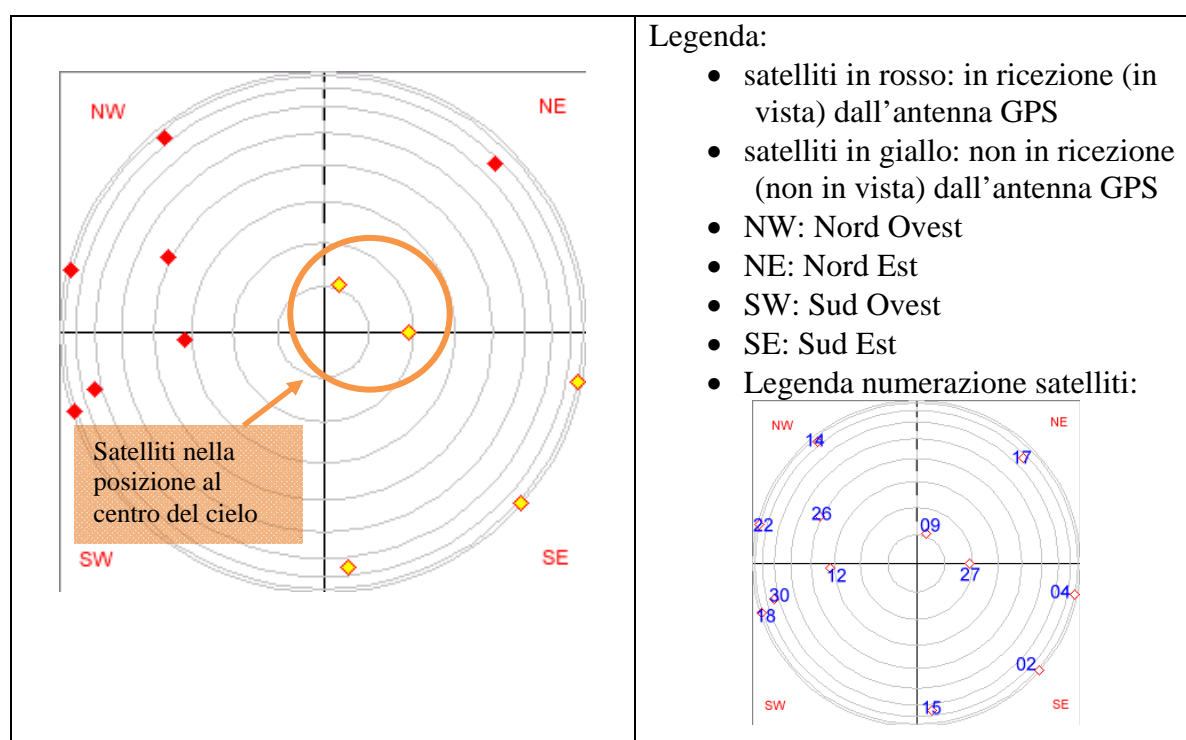 NW
NE
Satelliti nella
posizione al
centro del cielo
SW
SE
Legenda:
• satelliti in rosso: in ricezione (in
vista) dall’antenna GPS
• satelliti in giallo: non in ricezione
(non in vista) dall’antenna GPS
• NW: Nord Ovest
• NE: Nord Est
• SW: Sud Ovest
• SE: Sud Est
• Legenda numerazione satelliti:
NW
NE
14
17
22
26
09
12
27
30
04
18
02
SW
15
SE